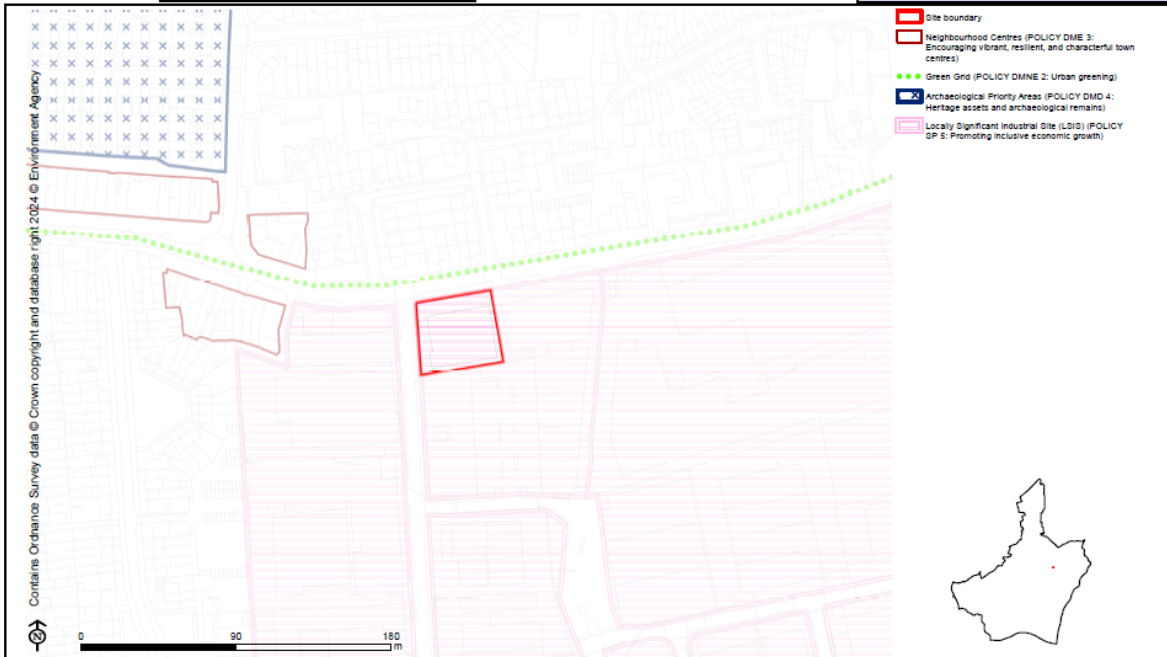 Site boundary
Neighbourhood Centres (POLICY DME 3:
Encouraging vibrant, resilient, and characterful town
centres)
Green Grid (POLICY DMNE 2: Urban greening)
Archaeological Priority Areas (POLICY DMD 4:
Heritage assets and archaeological remains)
Locally Significant Industrial Site (LSIS) (POLICY
SP 5: Promoting inclusive economic growth)
Contains Ordnance Survey data © Crown copyright and database right 2024 © Environment Agency
N
0 90 180
m